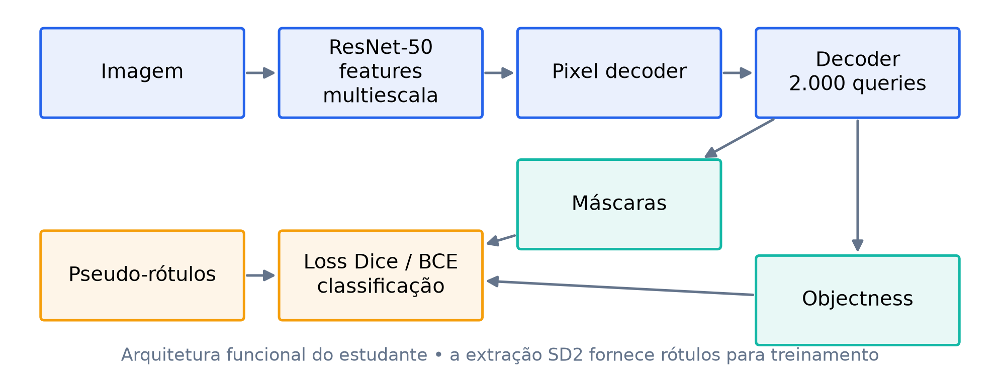 Imagem
ResNet-50
features
multiescala
Pixel decoder
Decoder
2.000 queries
Máscaras
Pseudo-rótulos
Loss Dice / BCE
classificação
Objectness
Arquitetura funcional do estudante • a extração SD2 fornece rótulos para treinamento